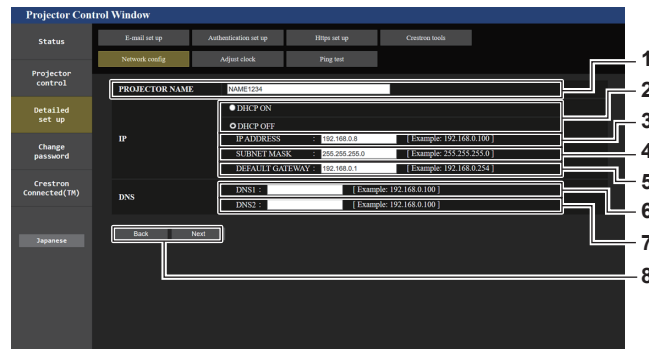 Projector Control Window
Status
E-mail set up Authentication set up Https set up Crestron tools
Network config Adjust clock Ping test
Projector
control
Detailed
set up
Change
password
Crestron
Connected(TM)
Japanese
PROJECTOR NAME NAME1234
IP
DHCP ON
DHCP OFF
IP ADDRESS : 192.168.0.8 [ Example: 192.168.0.100 ]
SUBNET MASK : 255.255.255.0 [ Example: 255.255.255.0 ]
DEFAULT GATEWAY : 192.168.0.1 [ Example: 192.168.0.254 ]
DNS
DNS1 : [ Example: 192.168.0.100 ]
DNS2 : [ Example: 192.168.0.100 ]
Back Next
1
2
3
4
5
6
7
8